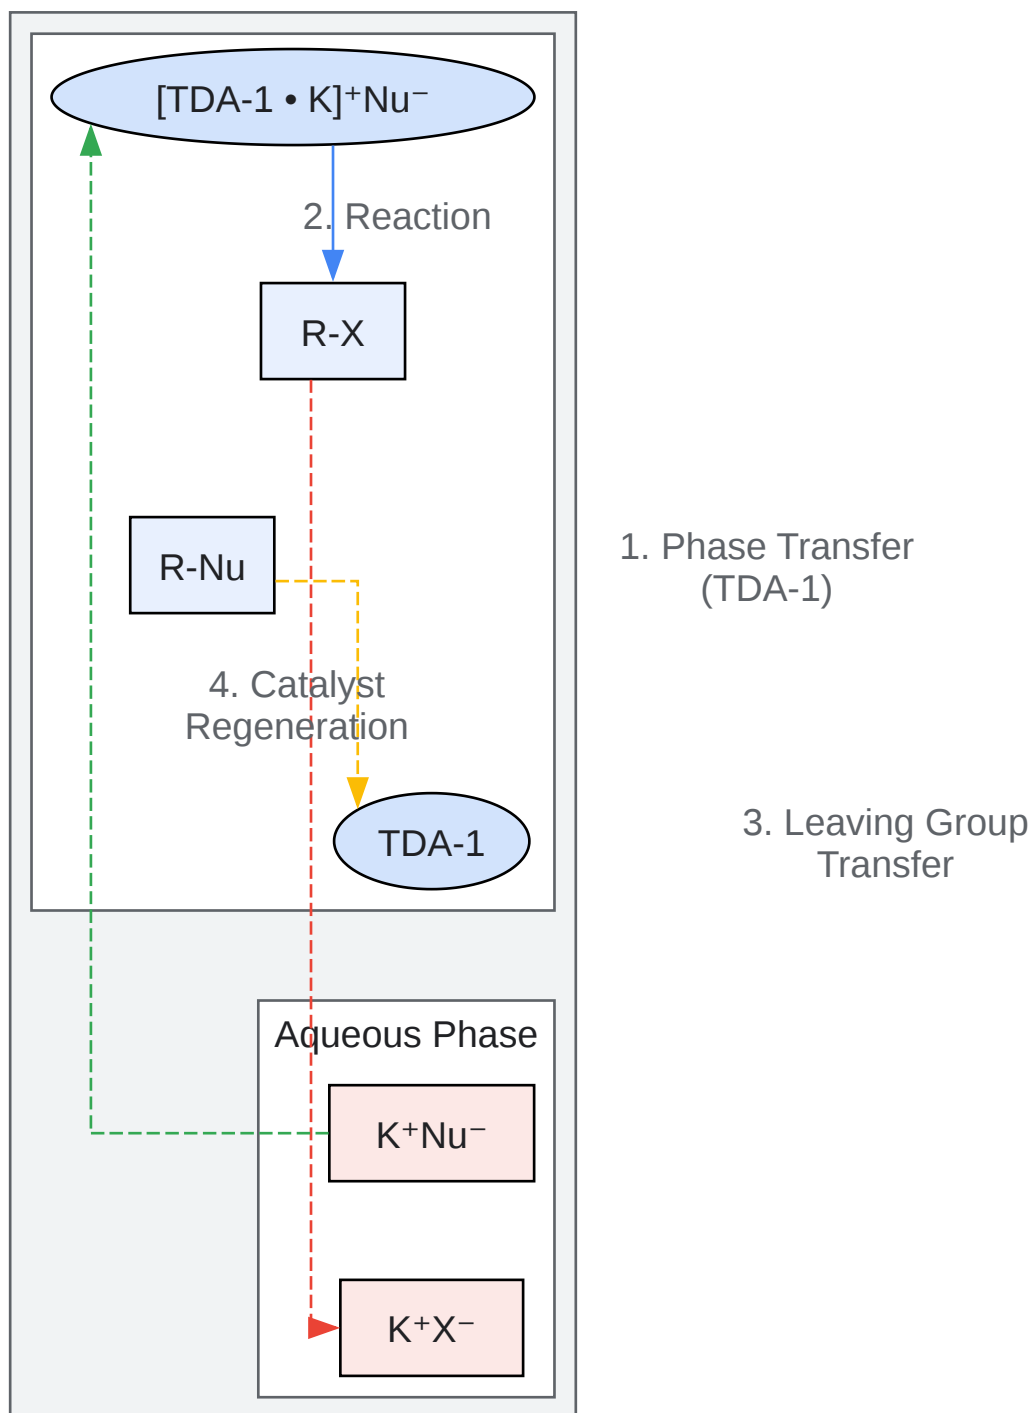 [TDA-1 • K]⁺Nu⁻
2. Reaction
R-X
R-Nu
1. Phase Transfer
(TDA-1)
4. Catalyst
Regeneration
TDA-1
3. Leaving Group
Transfer
Aqueous Phase
K⁺Nu⁻
K⁺X⁻